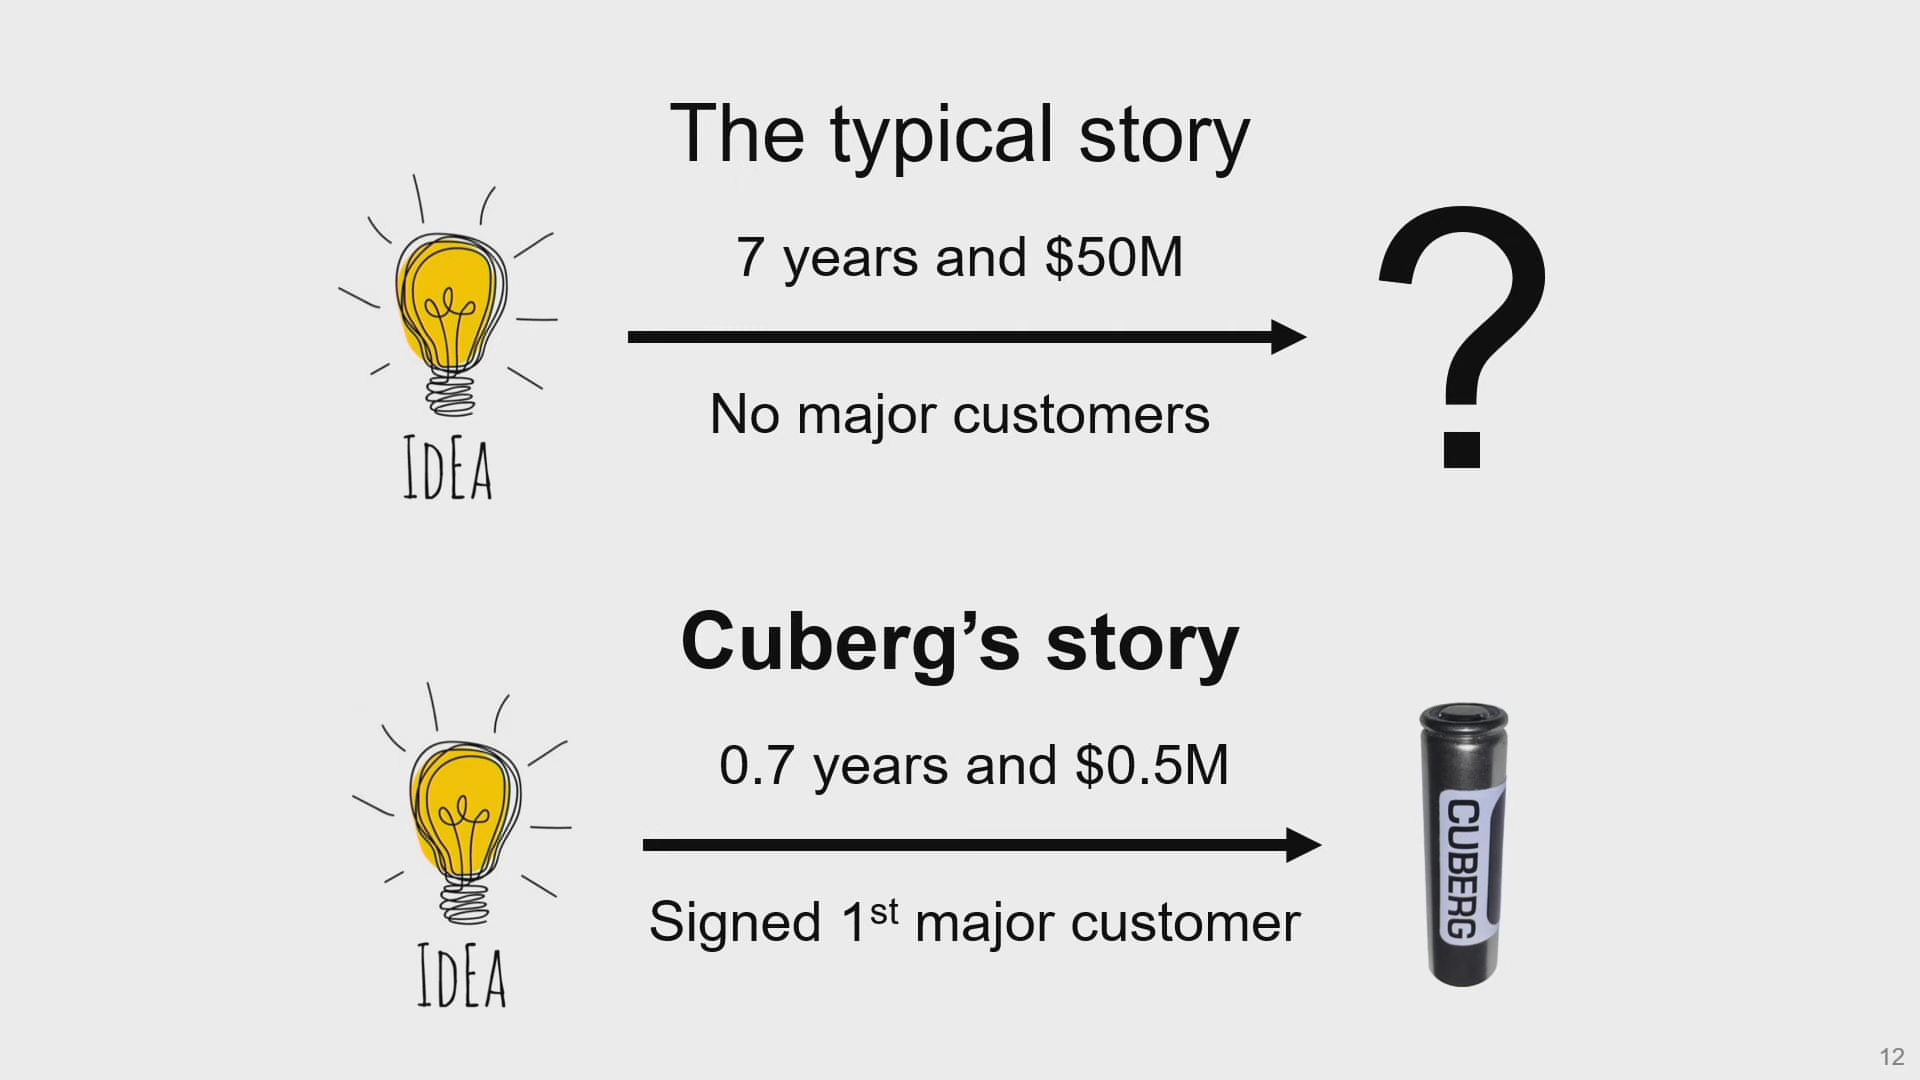 The typical story
7 years and $50M
No major customers
IDEA
Cuberg’s story
0.7 years and $0.5M
Signed 1st major customer
IDEA
CUBERG
12